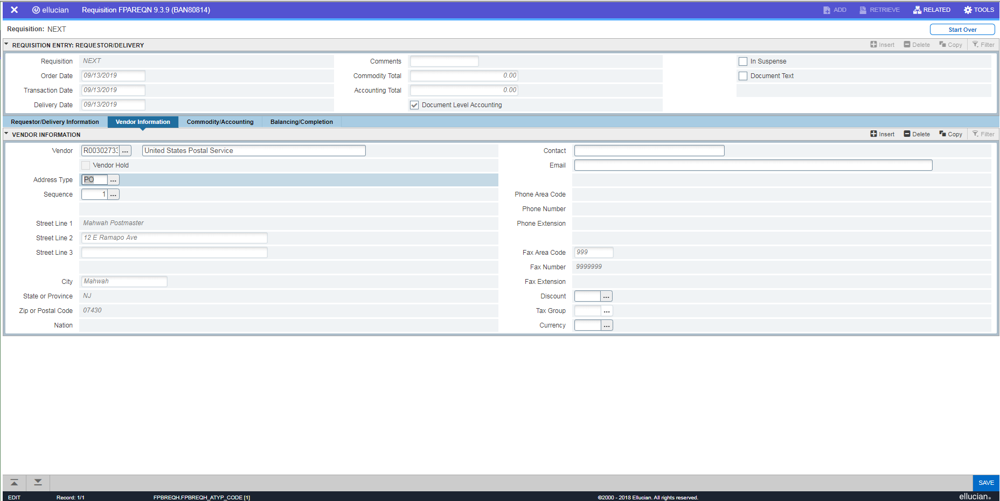 ellucian Requisition FPAREQN 9.3.9 (BAN80814) ADD RETRIEVE RELATED TOOLS
Requisition: NEXT Start Over
REQUISITION ENTRY: REQUESTOR/DELIVERY Insert Delete Copy Filter
Requisition NEXT Comments In Suspense
Order Date 09/13/2019 Commodity Total 0.00 Document Text
Transaction Date 09/13/2019 Accounting Total 0.00
Delivery Date 09/13/2019 Document Level Accounting
Requestor/Delivery Information Vendor Information Commodity/Accounting Balancing/Completion
VENDOR INFORMATION Insert Delete Copy Filter
Vendor R00302733 ... United States Postal Service Contact
Vendor Hold Email
Address Type PO ...
Sequence 1 ... Phone Area Code
Phone Number
Street Line 1 Mahwah Postmaster Phone Extension
Street Line 2 12 E Ramapo Ave
Street Line 3 Fax Area Code 999
Fax Number 9999999
City Mahwah Fax Extension
State or Province NJ Discount ...
Zip or Postal Code 07430 Tax Group ...
Nation Currency ...
SAVE
EDIT Record: 1/1 FPBREQH.FPBREQH_ATYP_CODE [1] ©2000 - 2018 Ellucian. All rights reserved. ellucian